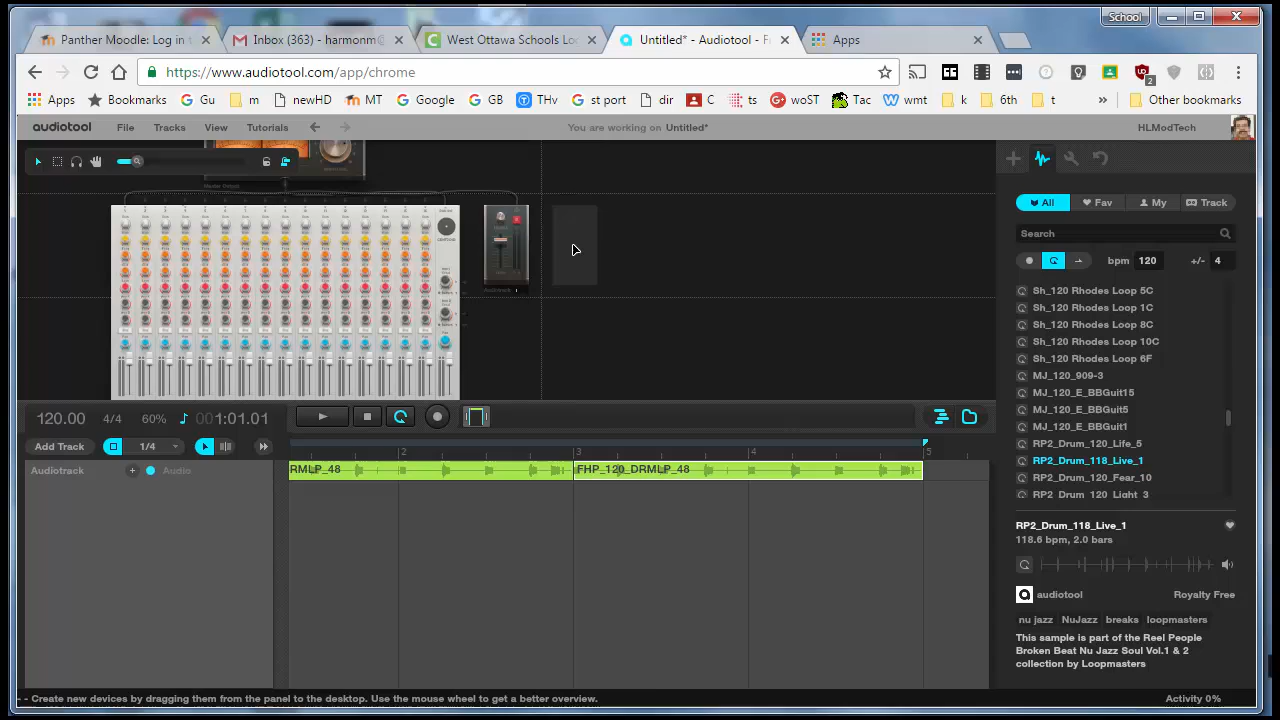 School
Panther Moodle: Log in t
Inbox (363) - harmonm@
West Ottawa Schools Lo
Untitled* - Audiotool - F
Apps
https://www.audiotool.com/app/chrome
2
Apps
Bookmarks
Gu
m
newHD
MT
Google
GB
THv
st port
dir
C
ts
woST
Tac
wmt
k
6th
t
»
Other bookmarks
audiotool
File
Tracks
View
Tutorials
You are working on Untitled*
HLModTech
All
Fav
My
Track
Search
bpm 120
+/- 4
Sh_120 Rhodes Loop 5C
Sh_120 Rhodes Loop 1C
Sh_120 Rhodes Loop 8C
Sh_120 Rhodes Loop 10C
Sh_120 Rhodes Loop 6F
MJ_120_909-3
MJ_120_E_BBGuit15
MJ_120_E_BBGuit5
MJ_120_E_BBGuit1
RP2_Drum_120_Life_5
RP2_Drum_118_Live_1
RP2_Drum_120_Fear_10
RP2_Drum_120_Light_3
Master Output
Audiotrack
120.00
4/4
60%
001:01.01
Add Track
1/4
2
3
4
5
Audiotrack
Audio
RMLP_48
FHP_120_DRMLP_48
RP2_Drum_118_Live_1
118.6 bpm, 2.0 bars
audiotool
Royalty Free
nu jazz
NuJazz
breaks
loopmasters
This sample is part of the Reel People
Broken Beat Nu Jazz Soul Vol.1 & 2
collection by Loopmasters
- Create new devices by dragging them from the panel to the desktop. Use the mouse wheel to get a better overview.
Activity 0%